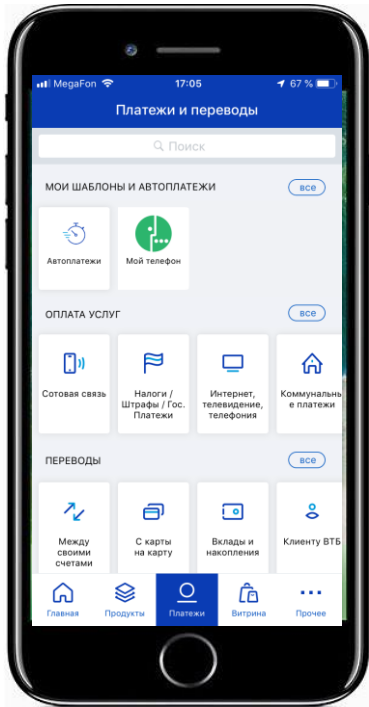 MegaFon 17:05 67 %
Платежи и переводы
Поиск
МОИ ШАБЛОНЫ И АВТОПЛАТЕЖИ все
Автоплатежи Мой телефон
ОПЛАТА УСЛУГ все
Сотовая связь Налоги / Интернет, Коммунальн
Штрафы / Гос. телевидение, е платежи
Платежи телефония
ПЕРЕВОДЫ все
Между С карты Вклады и Клиенту ВТБ
своими на карту накопления
счетами
Главная Продукты Платежи Витрина Прочее